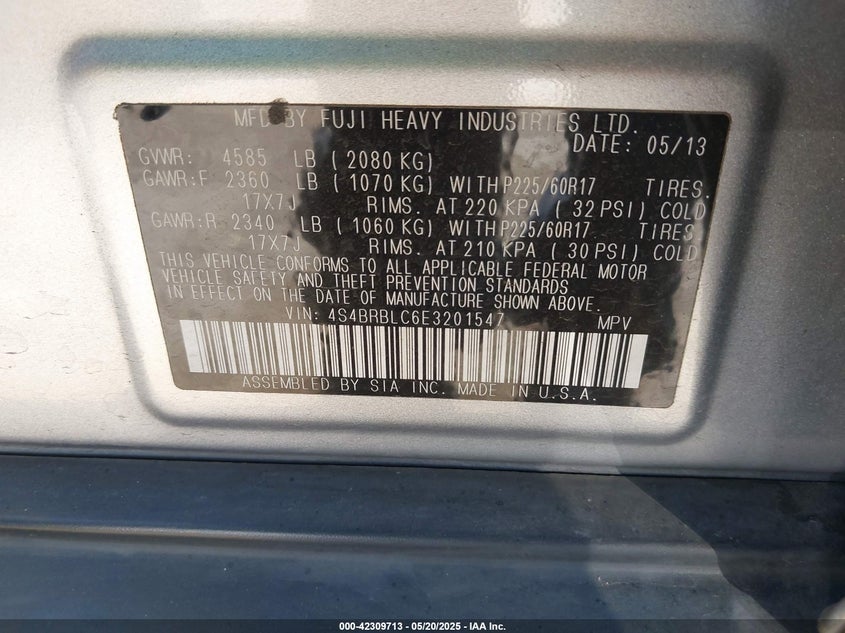 MFD BY FUJI HEAVY INDUSTRIES LTD.
DATE: 05/13
GVWR: 4585 LB (2080 KG)
GAWR:F 2360 LB (1070 KG) WITH P225/60R17 TIRES.
17X7J RIMS. AT 220 KPA (32 PSI) COLD
GAWR:R 2340 LB (1060 KG) WITH P225/60R17 TIRES.
17X7J RIMS. AT 210 KPA (30 PSI) COLD
THIS VEHICLE CONFORMS TO ALL APPLICABLE FEDERAL MOTOR
VEHICLE SAFETY AND THEFT PREVENTION STANDARDS
IN EFFECT ON THE DATE OF MANUFACTURE SHOWN ABOVE.
VIN: 4S4BRBLC6E3201547 MPV
ASSEMBLED BY SIA INC. MADE IN U.S.A.
000-42309713 - 05/20/2025 - IAA Inc.